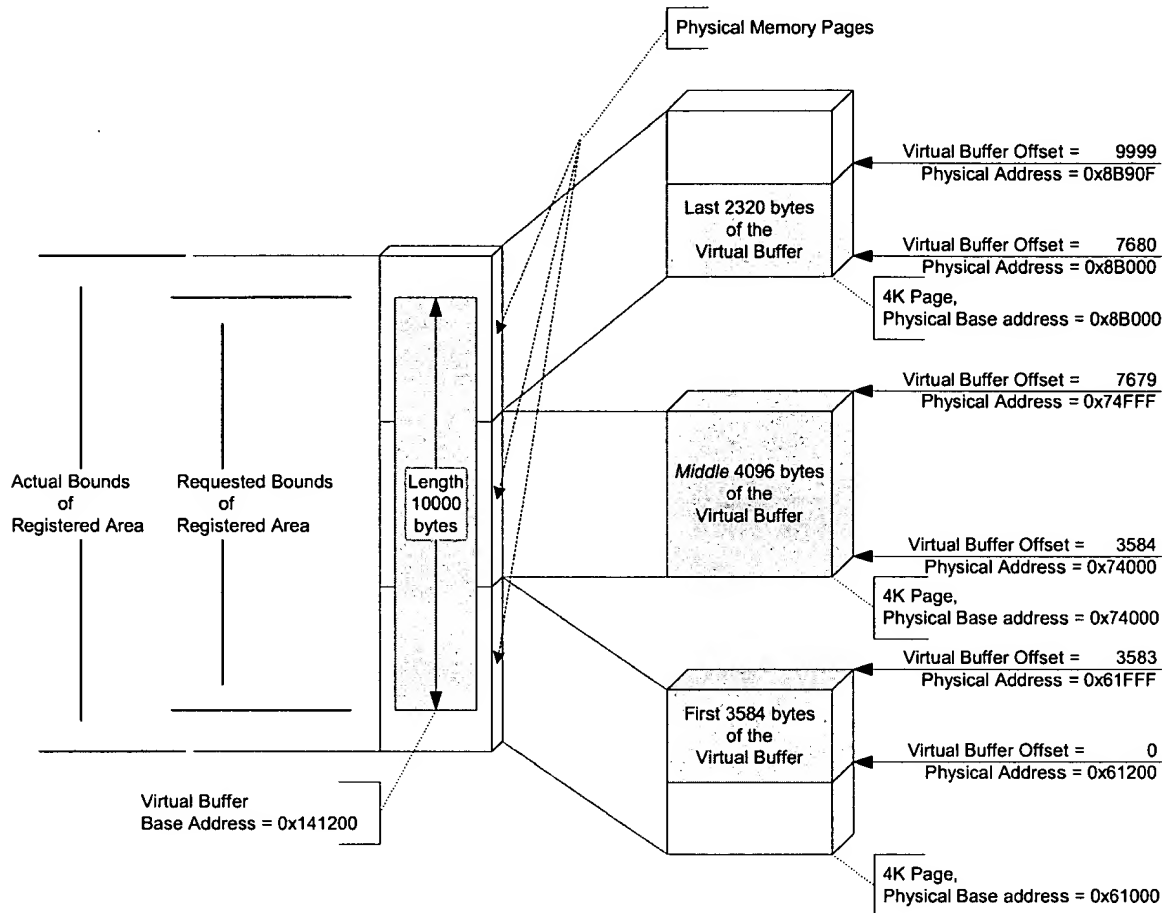 Physical Memory Pages
Virtual Buffer Offset = 9999
Physical Address = 0x8B90F
Last 2320 bytes
of the
Virtual Buffer
Virtual Buffer Offset = 7680
Physical Address = 0x8B000
4K Page,
Physical Base address = 0x8B000
Virtual Buffer Offset = 7679
Physical Address = 0x74FFF
Actual Bounds
of
Registered Area
Requested Bounds
of
Registered Area
Length
10000
bytes
Middle 4096 bytes
of the
Virtual Buffer
Virtual Buffer Offset = 3584
Physical Address = 0x74000
4K Page,
Physical Base address = 0x74000
Virtual Buffer Offset = 3583
Physical Address = 0x61FFF
First 3584 bytes
of the
Virtual Buffer
Virtual Buffer Offset = 0
Physical Address = 0x61200
Virtual Buffer
Base Address = 0x141200
4K Page,
Physical Base address = 0x61000